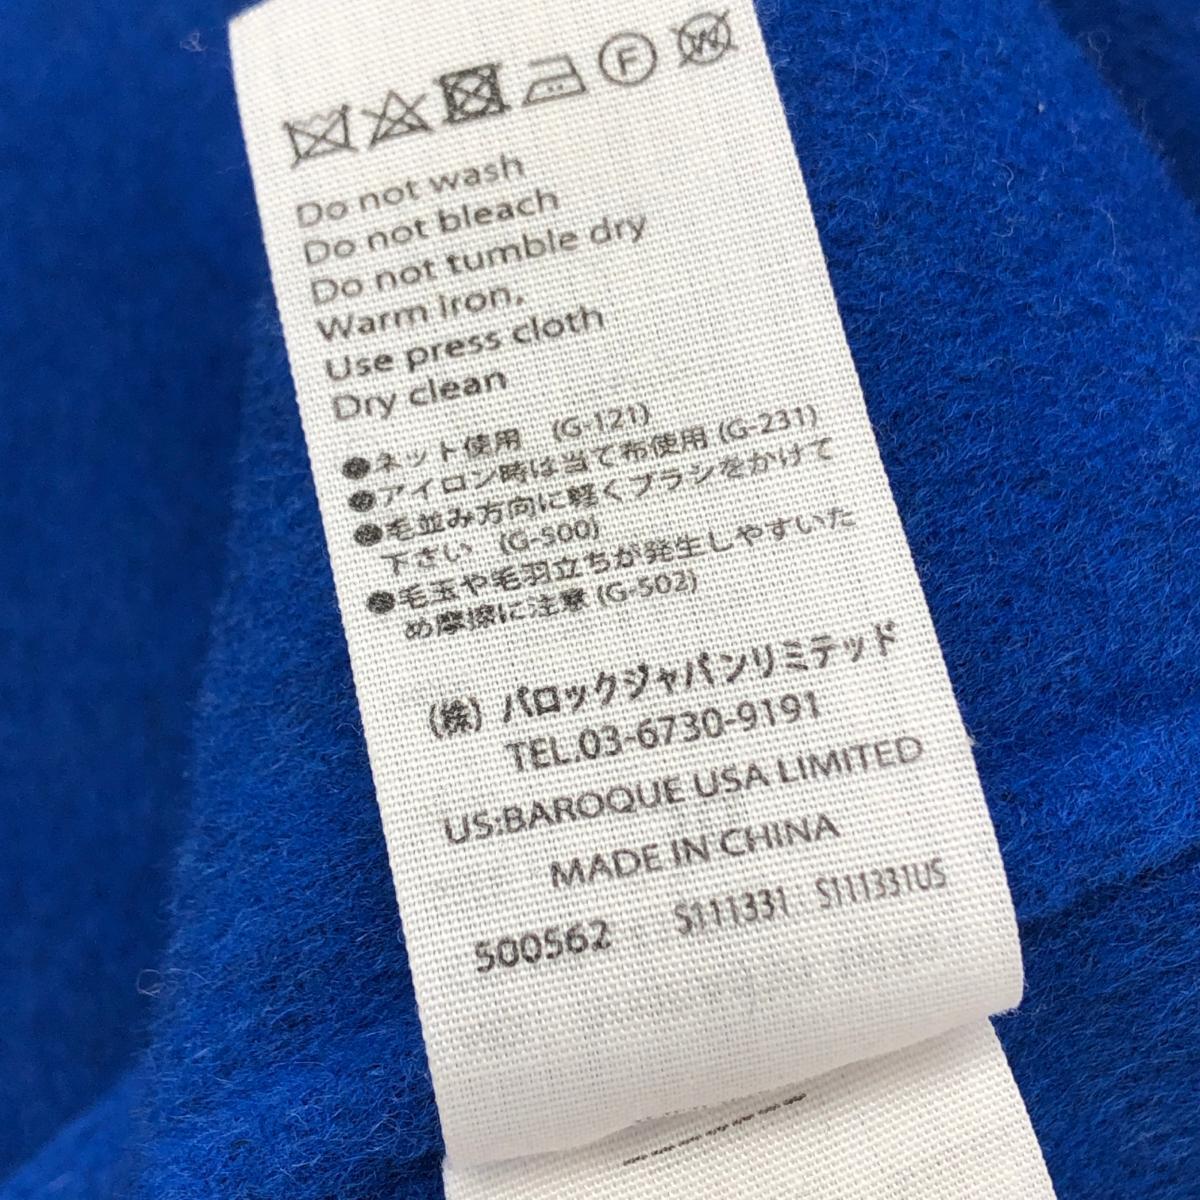 Do not wash
Do not bleach
Do not tumble dry
Warm iron.
Use press cloth
Dry clean
●ネット使用 (G-121)
●アイロン時は当て布使用 (G-231)
●毛並み方向に軽くブラシをかけて
下さい (G-500)
●毛玉や毛羽立ちが発生しやすいた
め摩擦に注意 (G-502)
(株) バロックジャパンリミテッド
TEL.03-6730-9191
US:BAROQUE USA LIMITED
MADE IN CHINA
500562 S111331 : S111331US